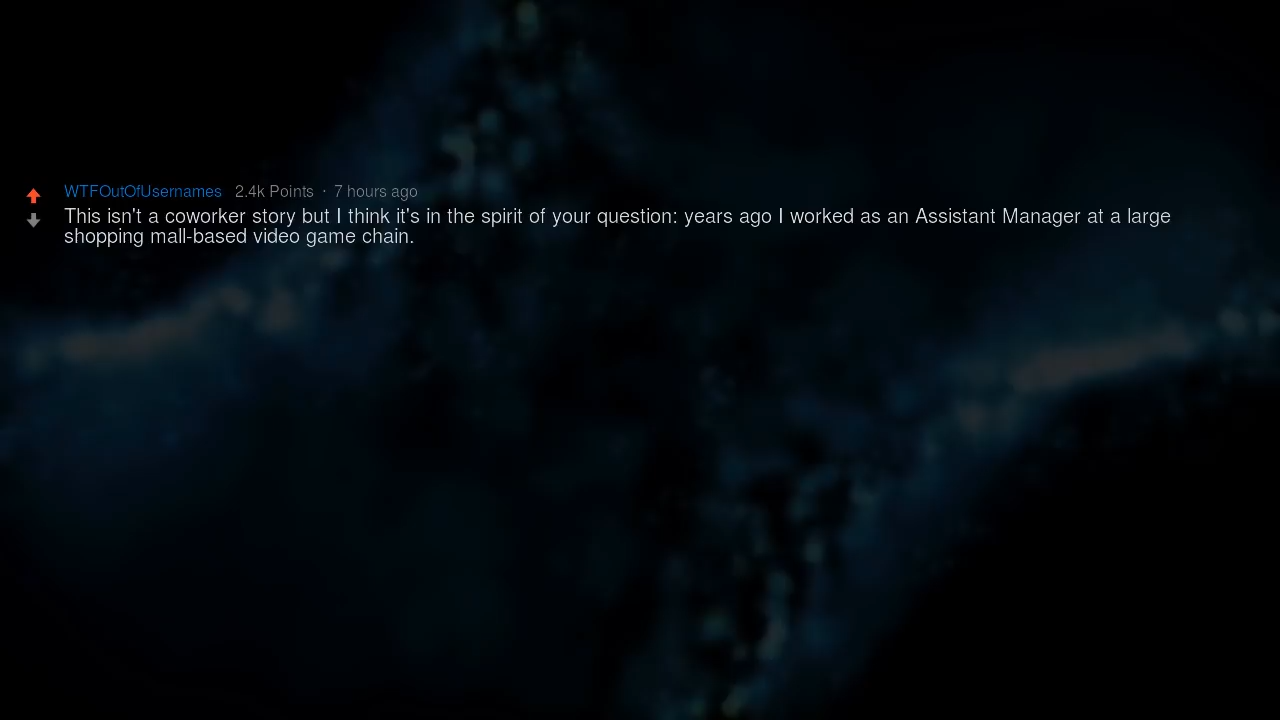 WTFOutOfUsernames 2.4k Points · 7 hours ago
This isn't a coworker story but I think it's in the spirit of your question: years ago I worked as an Assistant Manager at a large
shopping mall-based video game chain.